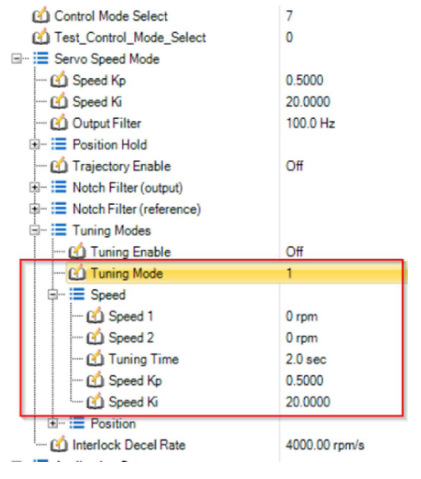 Control Mode Select 7
Test_Control_Mode_Select 0
Servo Speed Mode
Speed Kp 0.5000
Speed Ki 20.0000
Output Filter 100.0 Hz
Position Hold
Trajectory Enable Off
Notch Filter (output)
Notch Filter (reference)
Tuning Modes
Tuning Enable Off
Tuning Mode 1
Speed
Speed 1 0 rpm
Speed 2 0 rpm
Tuning Time 2.0 sec
Speed Kp 0.5000
Speed Ki 20.0000
Position
Interlock Decel Rate 4000.00 rpm/s